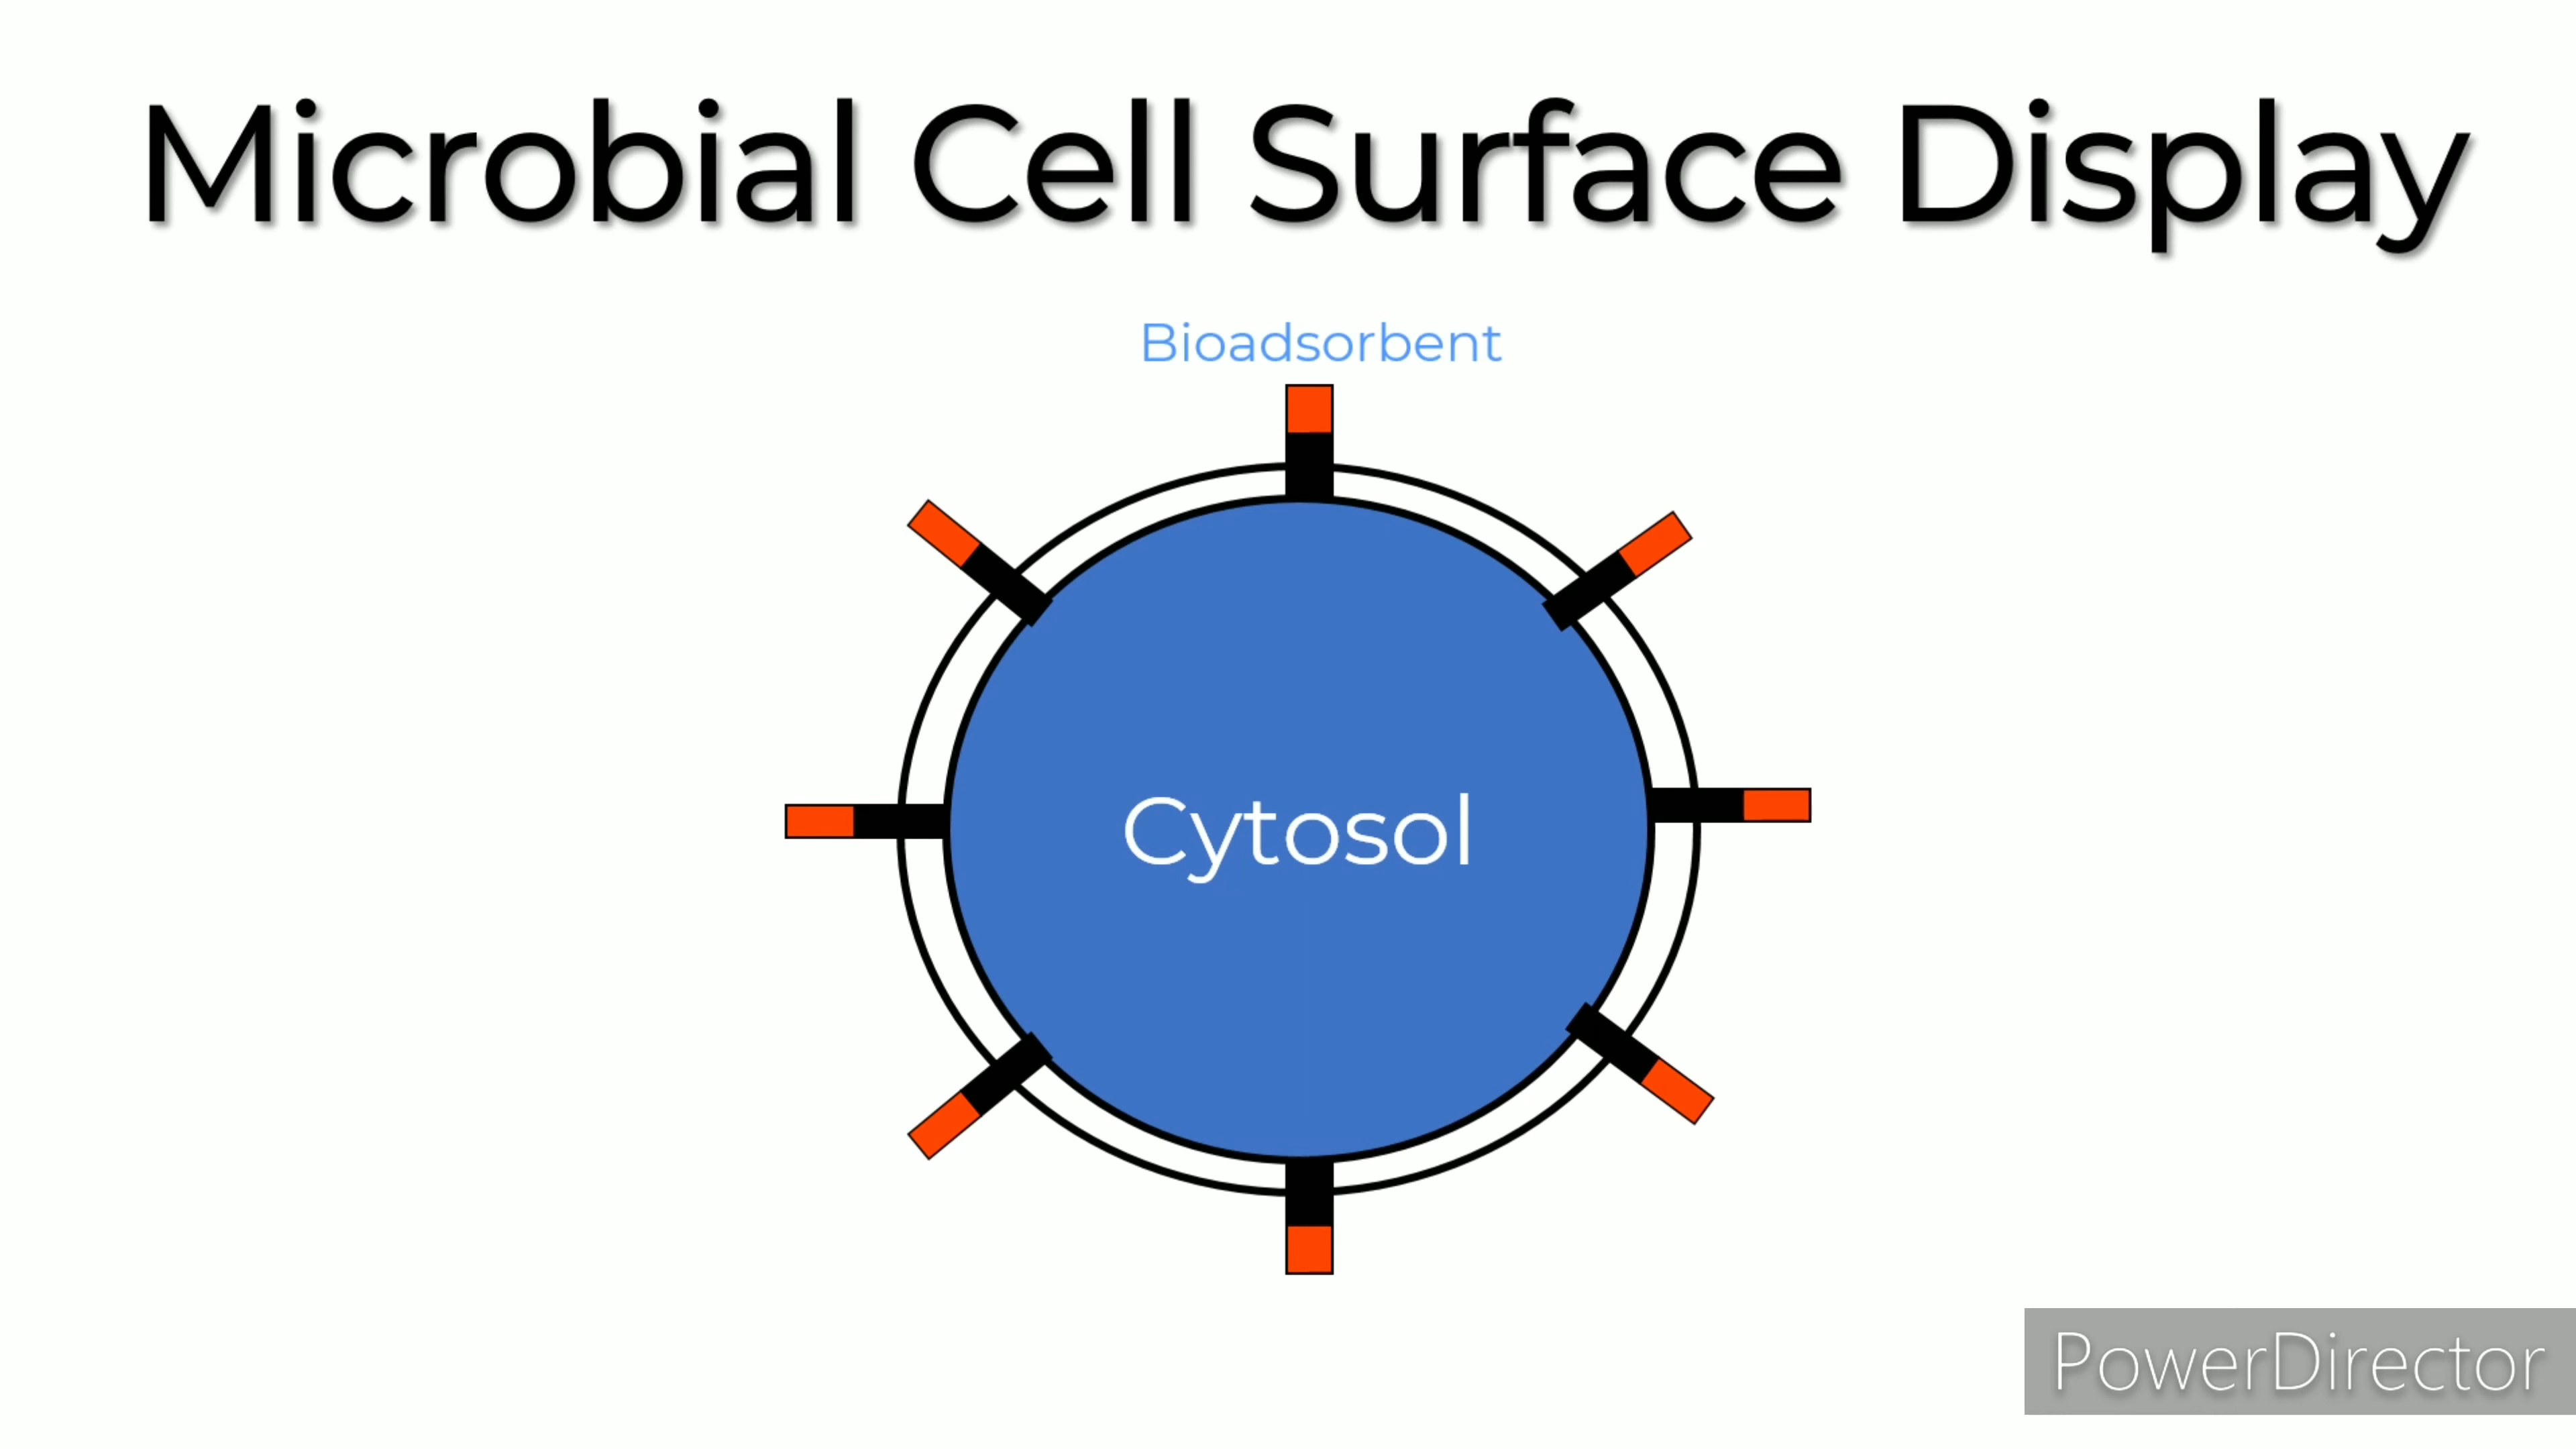 Microbial Cell Surface Display
Bioadsorbent
Cytosol
PowerDirector